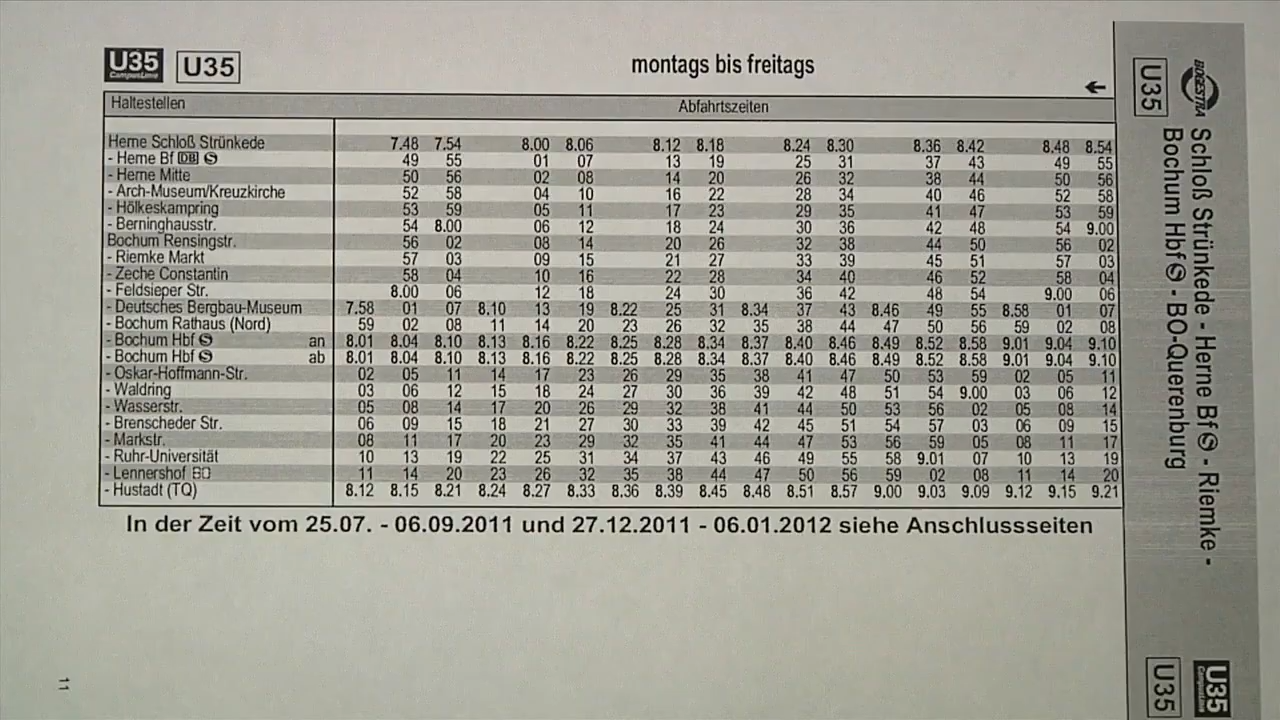 U35 CampusLinie U35 montags bis freitags
Haltestellen Abfahrtszeiten
Herne Schloß Strünkede 7.48 7.54 8.00 8.06 8.12 8.18 8.24 8.30 8.36 8.42 8.48 8.54
- Herne Bf DB S 49 55 01 07 13 19 25 31 37 43 49 55
- Herne Mitte 50 56 02 08 14 20 26 32 38 44 50 56
- Arch-Museum/Kreuzkirche 52 58 04 10 16 22 28 34 40 46 52 58
- Hölkeskampring 53 59 05 11 17 23 29 35 41 47 53 59
- Berninghausstr. 54 8.00 06 12 18 24 30 36 42 48 54 9.00
Bochum Rensingstr. 56 02 08 14 20 26 32 38 44 50 56 02
- Riemke Markt 57 03 09 15 21 27 33 39 45 51 57 03
- Zeche Constantin 58 04 10 16 22 28 34 40 46 52 58 04
- Feldsieper Str. 8.00 06 12 18 24 30 36 42 48 54 9.00 06
- Deutsches Bergbau-Museum 7.58 01 07 8.10 13 19 8.22 25 31 8.34 37 43 8.46 49 55 8.58 01 07
- Bochum Rathaus (Nord) 59 02 08 11 14 20 23 26 32 35 38 44 47 50 56 59 02 08
- Bochum Hbf S an 8.01 8.04 8.10 8.13 8.16 8.22 8.25 8.28 8.34 8.37 8.40 8.46 8.49 8.52 8.58 9.01 9.04 9.10
- Bochum Hbf S ab 8.01 8.04 8.10 8.13 8.16 8.22 8.25 8.28 8.34 8.37 8.40 8.46 8.49 8.52 8.58 9.01 9.04 9.10
- Oskar-Hoffmann-Str. 02 05 11 14 17 23 26 29 35 38 41 47 50 53 59 02 05 11
- Waldring 03 06 12 15 18 24 27 30 36 39 42 48 51 54 9.00 03 06 12
- Wasserstr. 05 08 14 17 20 26 29 32 38 41 44 50 53 56 02 05 08 14
- Brenscheder Str. 06 09 15 18 21 27 30 33 39 42 45 51 54 57 03 06 09 15
- Markstr. 08 11 17 20 23 29 32 35 41 44 47 53 56 59 05 08 11 17
- Ruhr-Universität 10 13 19 22 25 31 34 37 43 46 49 55 58 9.01 07 10 13 19
- Lennershof BO 11 14 20 23 26 32 35 38 44 47 50 56 59 02 08 11 14 20
- Hustadt (TQ) 8.12 8.15 8.21 8.24 8.27 8.33 8.36 8.39 8.45 8.48 8.51 8.57 9.00 9.03 9.09 9.12 9.15 9.21
In der Zeit vom 25.07. - 06.09.2011 und 27.12.2011 - 06.01.2012 siehe Anschlussseiten
11
BOGESTRA
U35
Schloß Strünkede - Herne Bf S - Riemke -
Bochum Hbf S - BO-Querenburg
U35 CampusLinie
U35